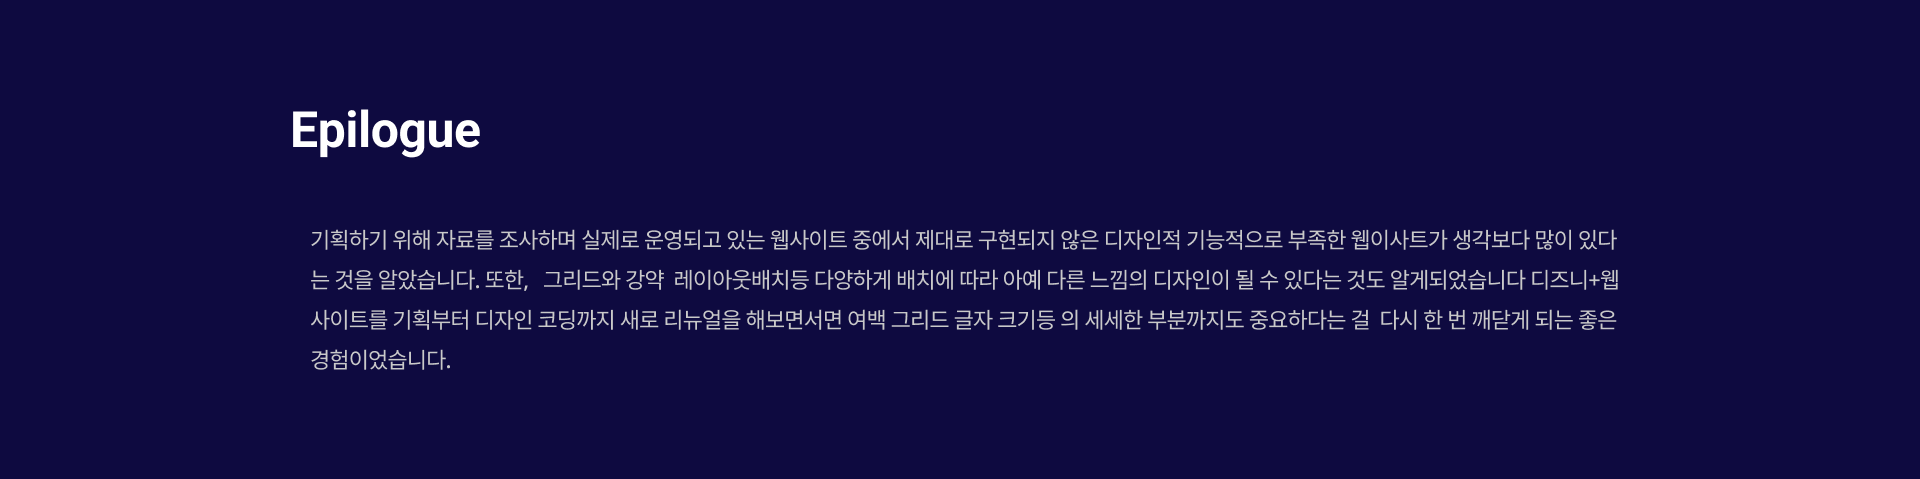 Epilogue
기획하기 위해 자료를 조사하며 실제로 운영되고 있는 웹사이트 중에서 제대로 구현되지 않은 디자인적 기능적으로 부족한 웹이사트가 생각보다 많이 있다
는 것을 알았습니다. 또한,   그리드와 강약  레이아웃배치등 다양하게 배치에 따라 아예 다른 느낌의 디자인이 될 수 있다는 것도 알게되었습니다 디즈니+웹
사이트를 기획부터 디자인 코딩까지 새로 리뉴얼을 해보면서면 여백 그리드 글자 크기등 의 세세한 부분까지도 중요하다는 걸  다시 한 번 깨닫게 되는 좋은
경험이었습니다.